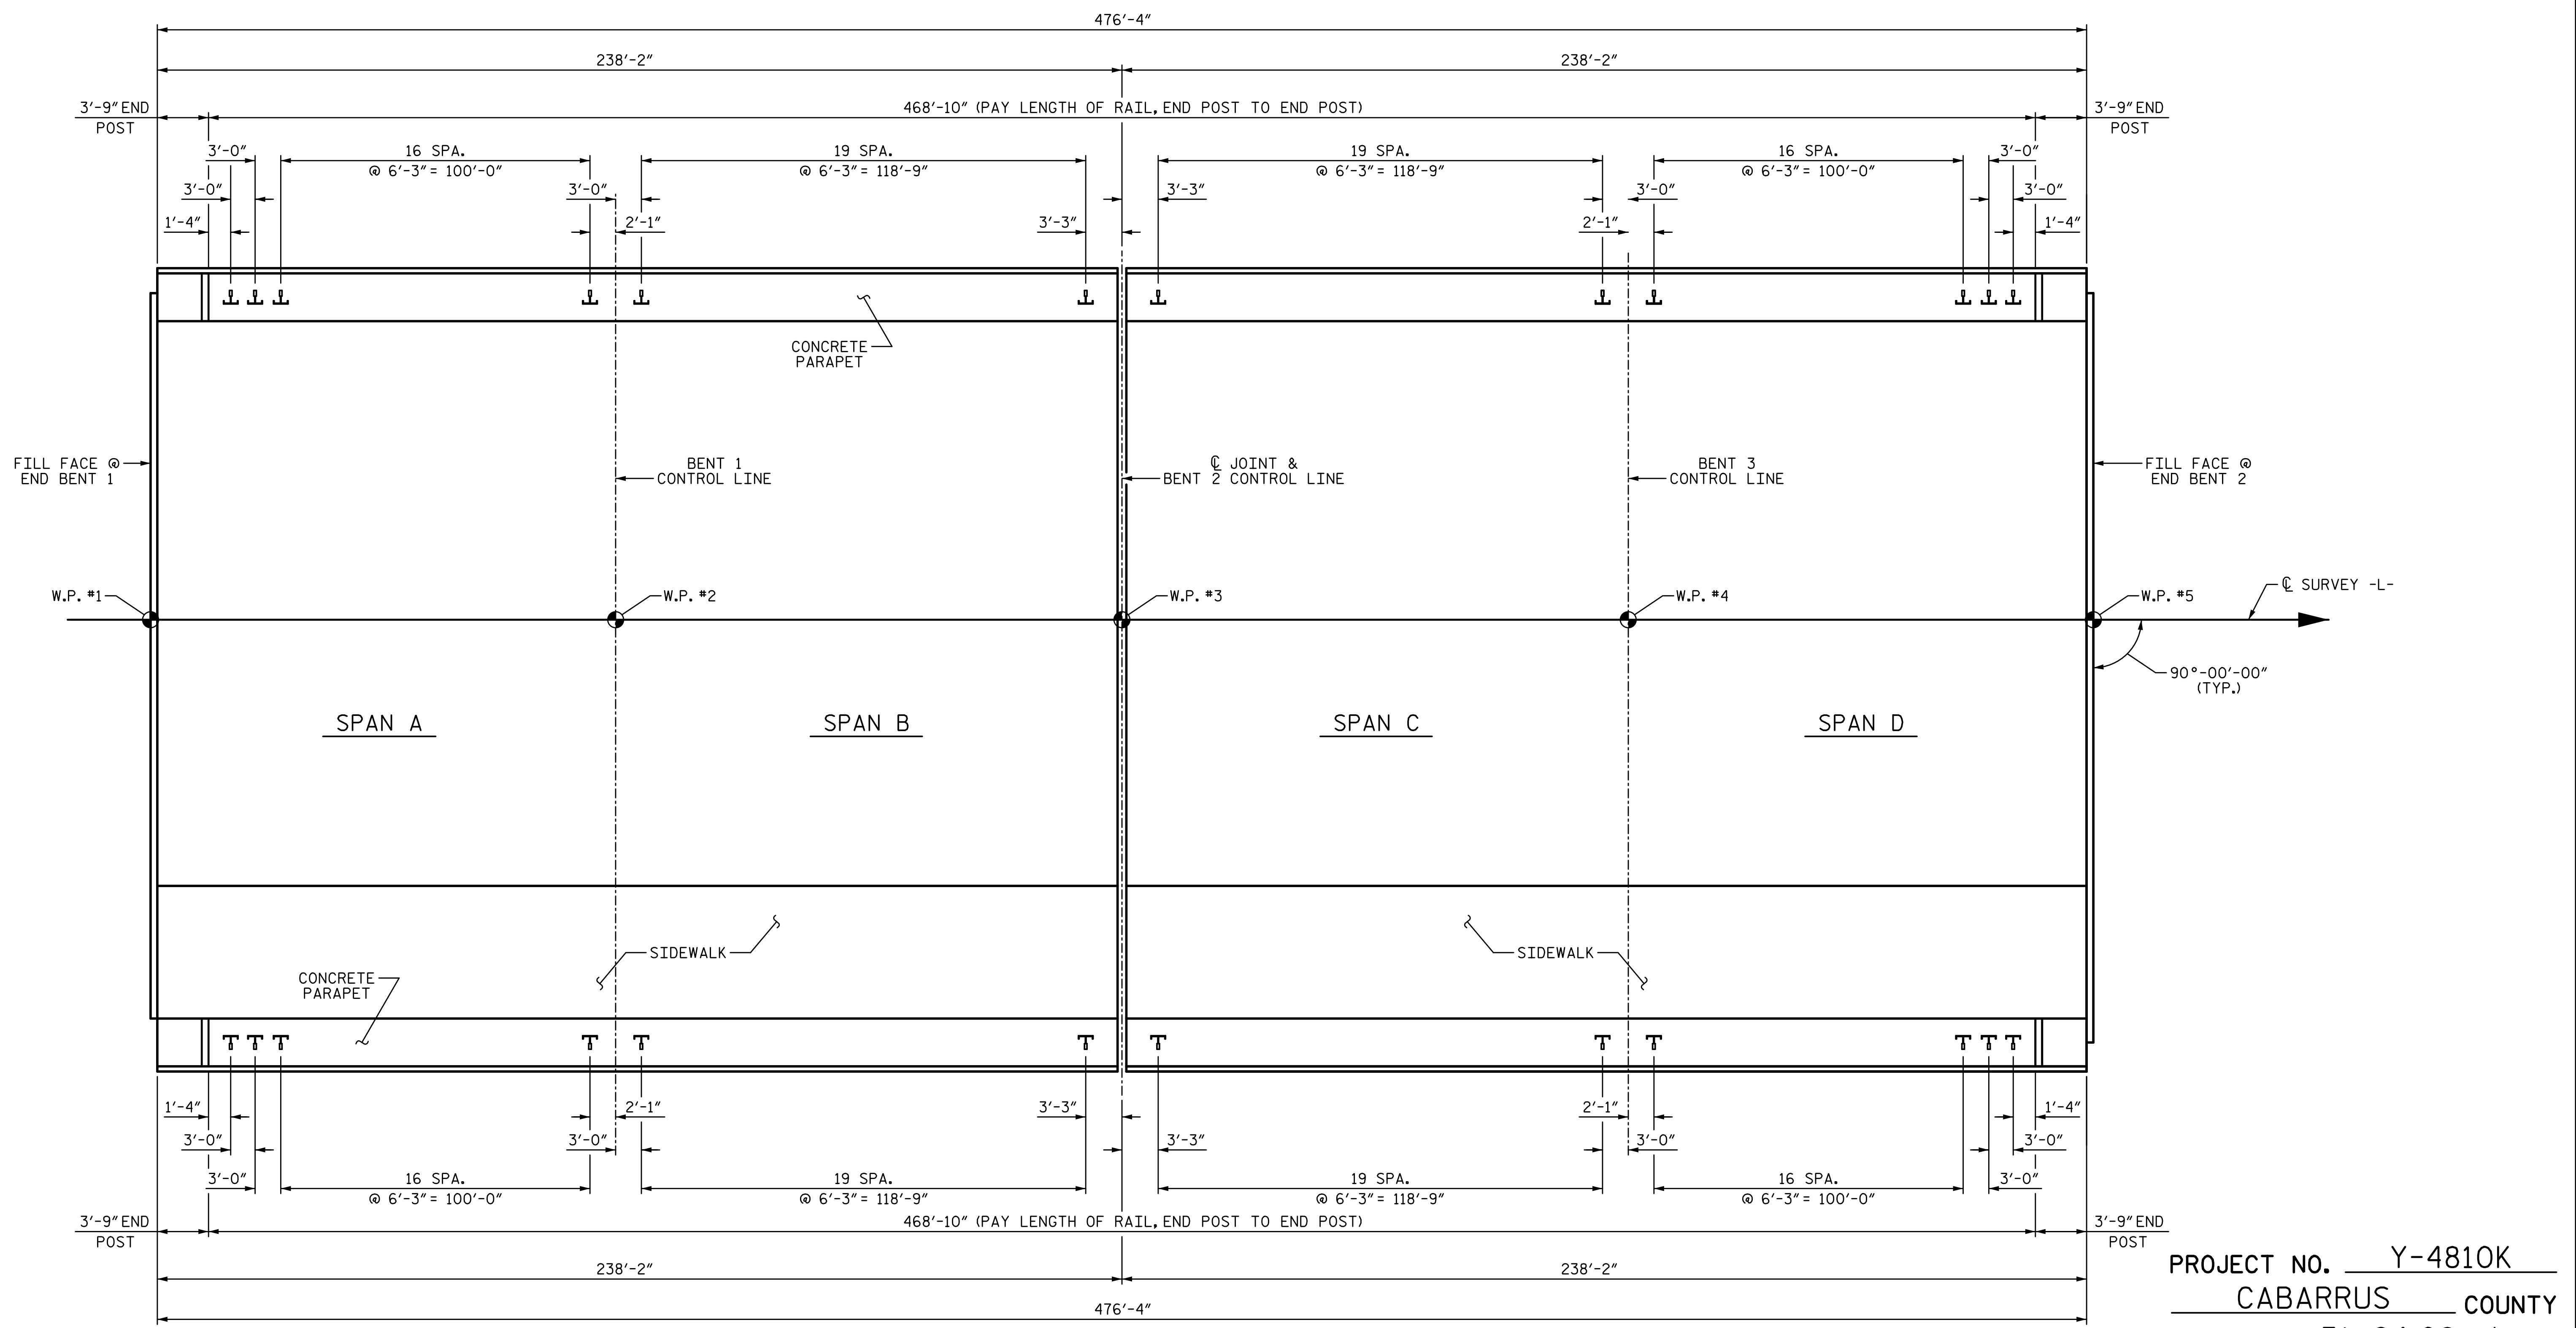 476'-4"
238'-2" 238'-2"
3'-9" END 468'-10" (PAY LENGTH OF RAIL, END POST TO END POST) 3'-9" END
POST POST
3'-0" 16 SPA. 19 SPA. 19 SPA. 16 SPA. 3'-0"
@ 6'-3" = 100'-0" @ 6'-3" = 118'-9" @ 6'-3" = 118'-9" @ 6'-3" = 100'-0"
3'-0" 3'-0" 3'-3" 3'-0" 3'-0"
1'-4" 2'-1" 3'-3" 2'-1" 1'-4"
CONCRETE
PARAPET
FILL FACE @
END BENT 1
BENT 1
CONTROL LINE
℄ JOINT &
BENT 2 CONTROL LINE
BENT 3
CONTROL LINE
FILL FACE @
END BENT 2
℄ SURVEY -L-
W.P. #1 W.P. #2 W.P. #3 W.P. #4 W.P. #5
90°-00'-00"
(TYP.)
SPAN A SPAN B SPAN C SPAN D
SIDEWALK SIDEWALK
CONCRETE
PARAPET
1'-4" 2'-1" 3'-3" 2'-1" 1'-4"
3'-0" 3'-0" 3'-3" 3'-0" 3'-0"
3'-0" 16 SPA. 19 SPA. 19 SPA. 16 SPA. 3'-0"
@ 6'-3" = 100'-0" @ 6'-3" = 118'-9" @ 6'-3" = 118'-9" @ 6'-3" = 100'-0"
3'-9" END 468'-10" (PAY LENGTH OF RAIL, END POST TO END POST) 3'-9" END
POST POST
238'-2" 238'-2"
476'-4"
PROJECT NO. Y-4810K
CABARRUS COUNTY